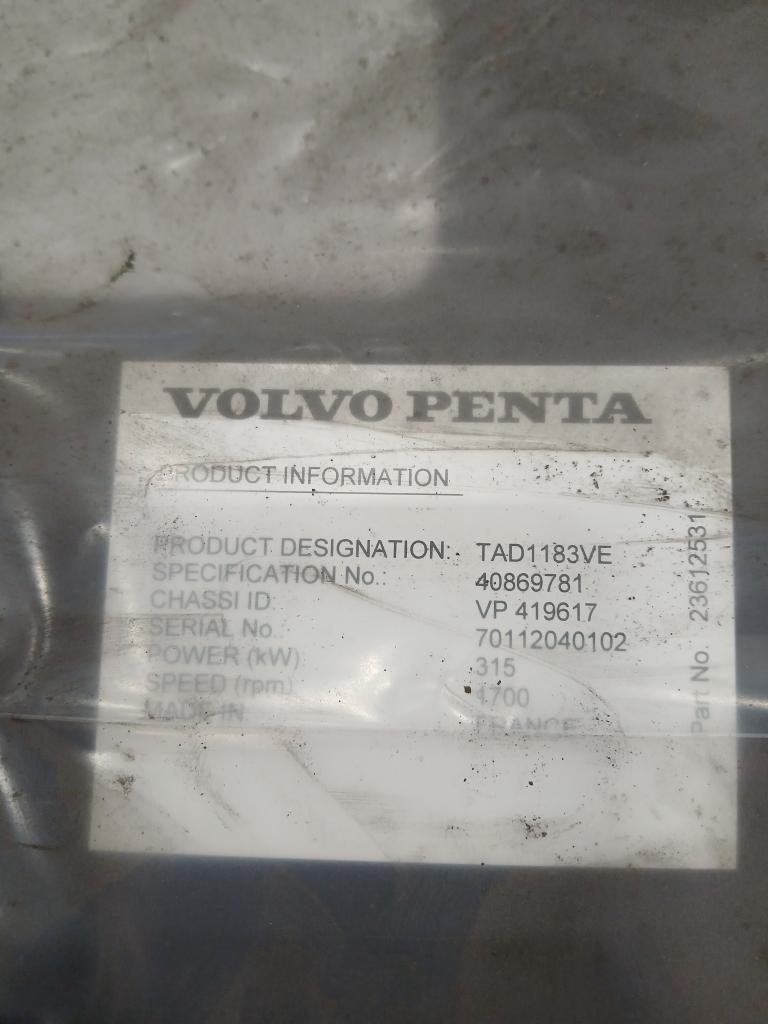 VOLVO PENTA
PRODUCT INFORMATION
PRODUCT DESIGNATION: TAD1183VE
SPECIFICATION No.: 40869781
CHASSI ID: VP 419617
SERIAL No.: 70112040102
POWER (kW): 315
SPEED (rpm) 1700
MADE IN FRANCE
Part No. 23612531